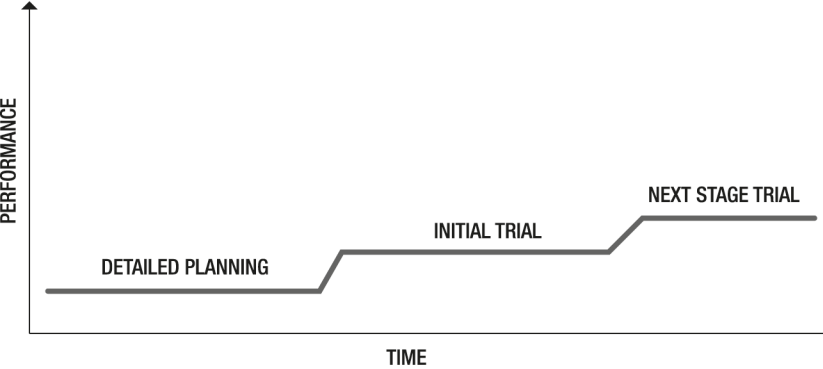 PERFORMANCE
NEXT STAGE TRIAL
INITIAL TRIAL
DETAILED PLANNING
TIME